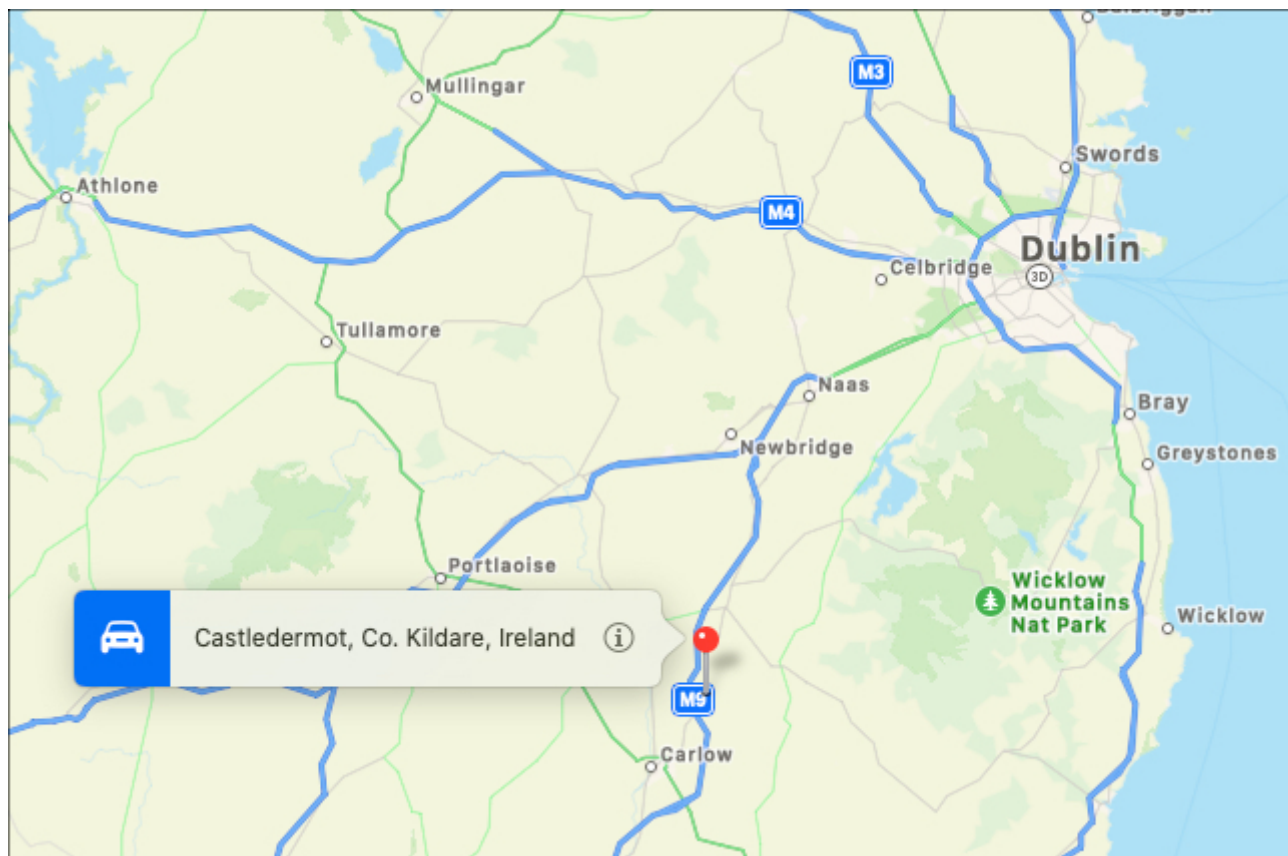 Mullingar
M3
Athlone
Swords
M4
Dublin
Celbridge
3D
Tullamore
Naas
Bray
Newbridge
Greystones
Portlaoise
Wicklow
Mountains
Nat Park
Wicklow
Castledermot, Co. Kildare, Ireland
M9
Carlow